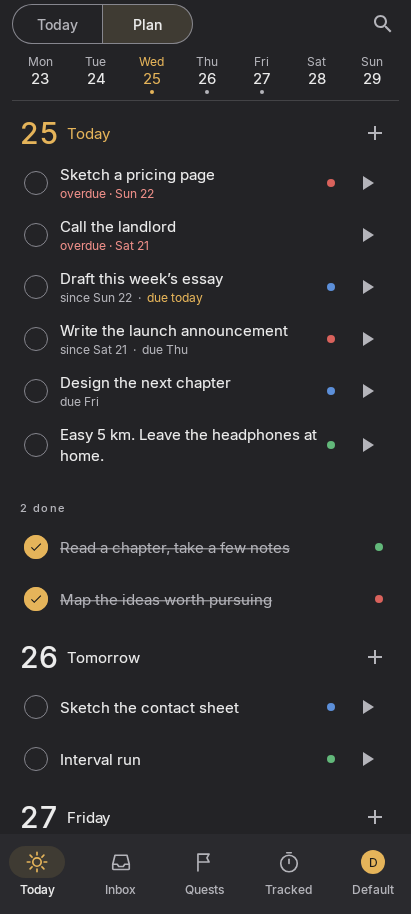 Today Plan
Mon Tue Wed Thu Fri Sat Sun
23 24 25 26 27 28 29
25 Today
Sketch a pricing page
overdue · Sun 22
Call the landlord
overdue · Sat 21
Draft this week’s essay
since Sun 22 · due today
Write the launch announcement
since Sat 21 · due Thu
Design the next chapter
due Fri
Easy 5 km. Leave the headphones at
home.
2 done
Read a chapter, take a few notes
Map the ideas worth pursuing
26 Tomorrow
Sketch the contact sheet
Interval run
27 Friday
D
Today Inbox Quests Tracked Default